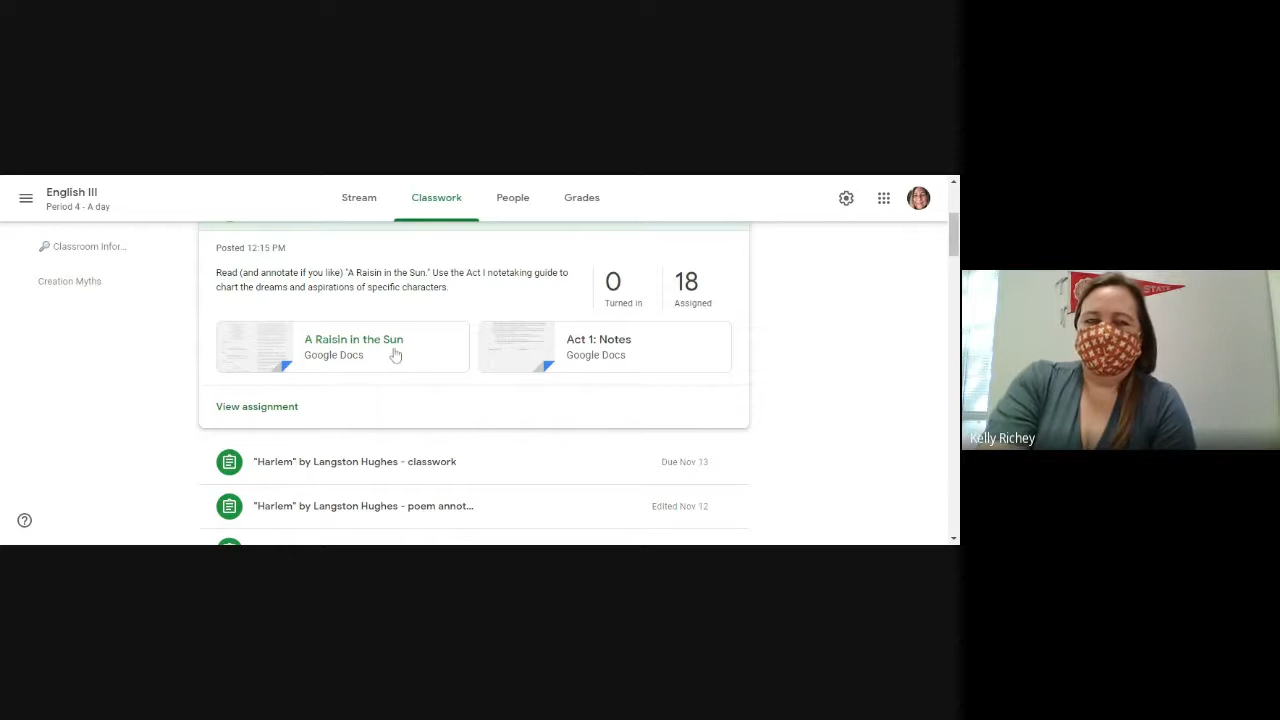 English III
Period 4 - A day
Stream
Classwork
People
Grades
Classroom Infor...
Creation Myths
Posted 12:15 PM
Read (and annotate if you like) "A Raisin in the Sun." Use the Act I notetaking guide to
chart the dreams and aspirations of specific characters.
0
Turned in
18
Assigned
A Raisin in the Sun
Google Docs
Act 1: Notes
Google Docs
View assignment
"Harlem" by Langston Hughes - classwork
Due Nov 13
"Harlem" by Langston Hughes - poem annot...
Edited Nov 12
STATE
Kelly Richey